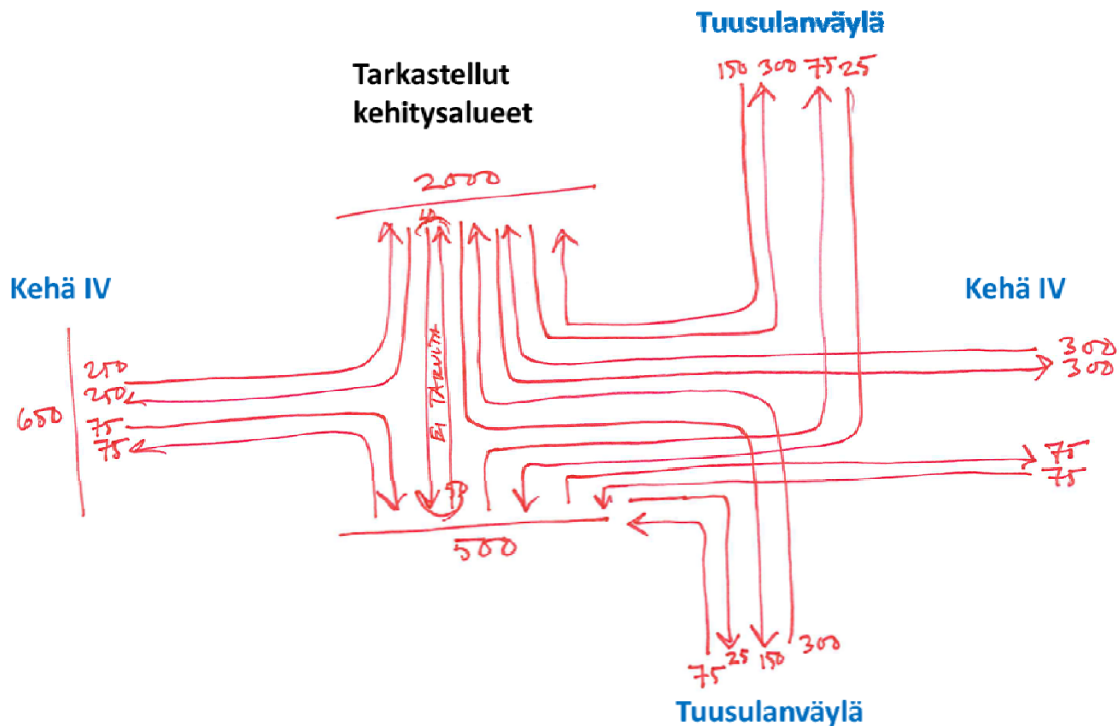 Tuusulanväylä
150 300 75 25
Tarkastellut
kehitysalueet
2000
Kehä IV
Kehä IV
300
300
250
250
75
75
650
EI TARVITA
75
75
500
75 25 150 300
Tuusulanväylä